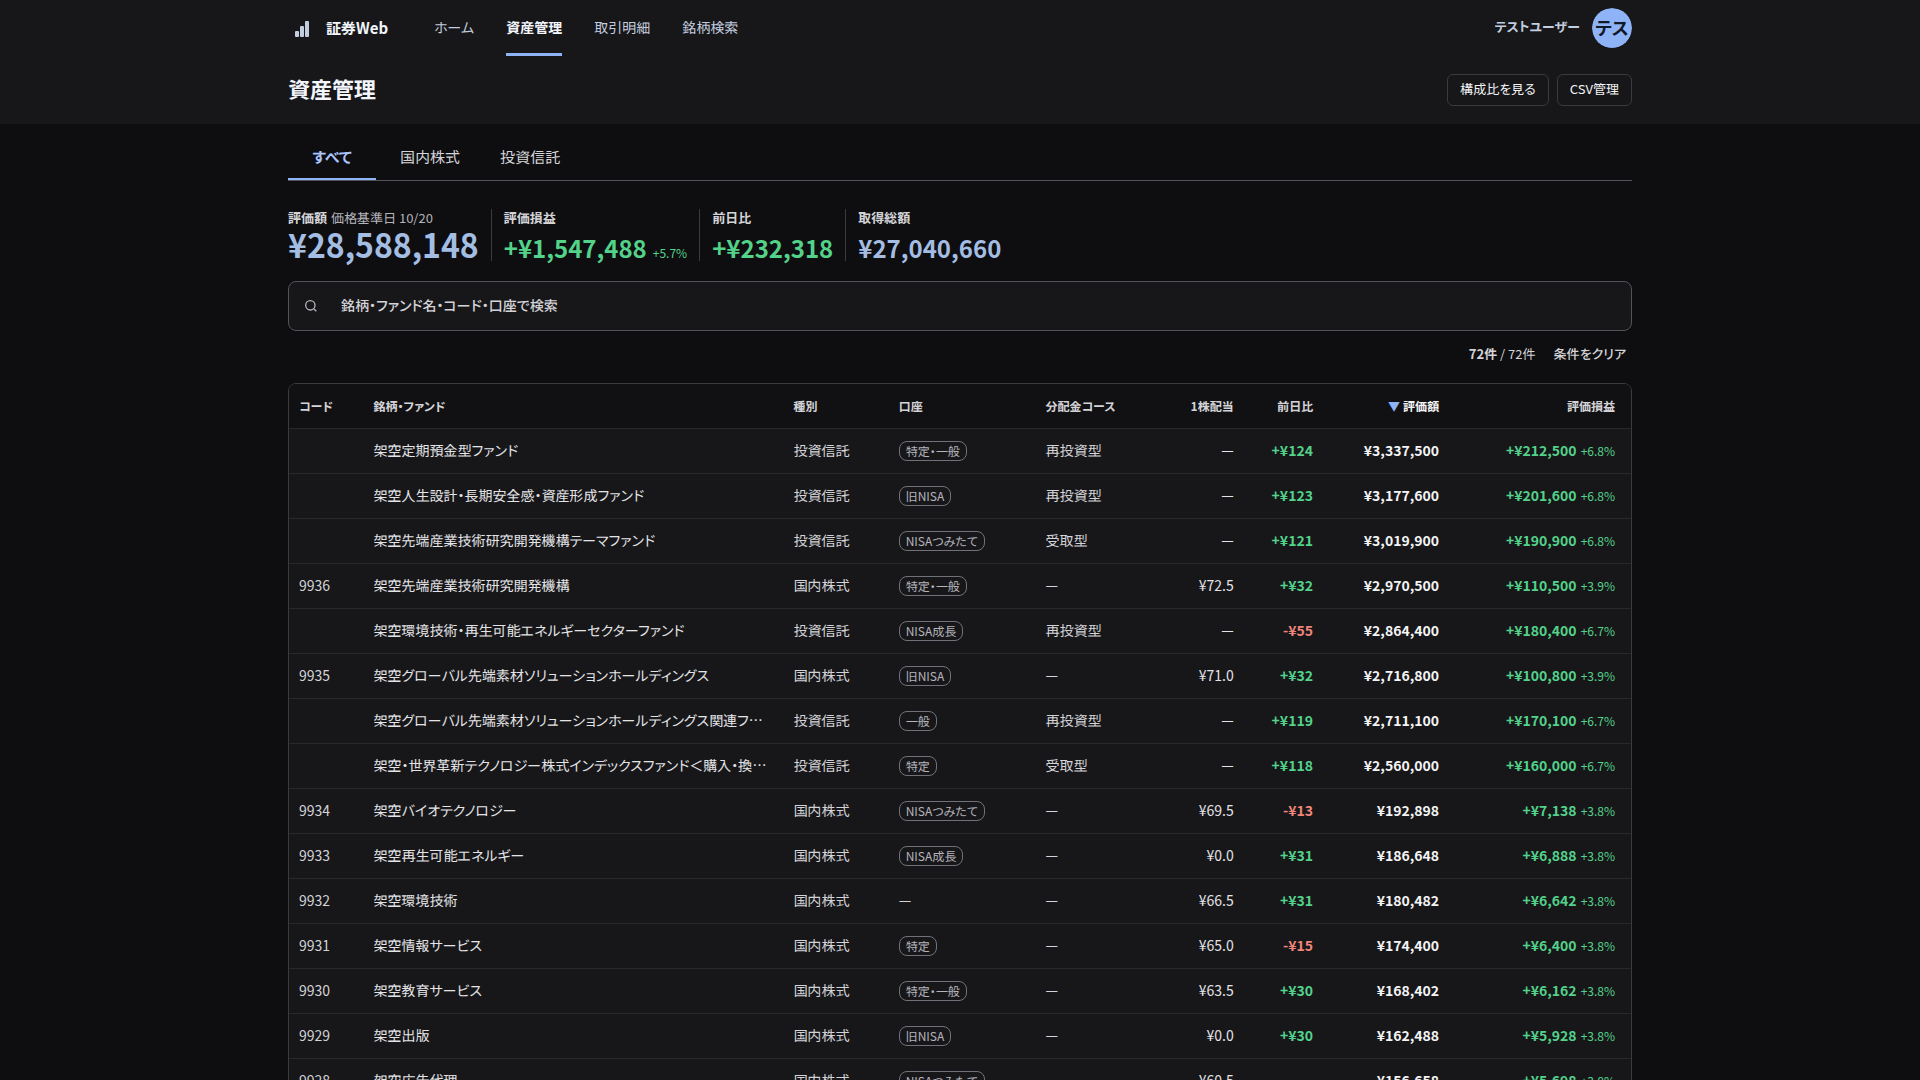 証券Web ホーム 資産管理 取引明細 銘柄検索 テストユーザー テス
資産管理 構成比を見る CSV管理
すべて 国内株式 投資信託
評価額 価格基準日 10/20 評価損益 前日比 取得総額
¥28,588,148 +¥1,547,488 +5.7% +¥232,318 ¥27,040,660
銘柄・ファンド名・コード・口座で検索
72件 / 72件 条件をクリア
コード 銘柄・ファンド 種別 口座 分配金コース 1株配当 前日比 ▼ 評価額 評価損益
架空定期預金型ファンド 投資信託 特定・一般 再投資型 — +¥124 ¥3,337,500 +¥212,500 +6.8%
架空人生設計・長期安全感・資産形成ファンド 投資信託 旧NISA 再投資型 — +¥123 ¥3,177,600 +¥201,600 +6.8%
架空先端産業技術研究開発機構テーマファンド 投資信託 NISAつみたて 受取型 — +¥121 ¥3,019,900 +¥190,900 +6.8%
9936 架空先端産業技術研究開発機構 国内株式 特定・一般 — ¥72.5 +¥32 ¥2,970,500 +¥110,500 +3.9%
架空環境技術・再生可能エネルギーセクターファンド 投資信託 NISA成長 再投資型 — -¥55 ¥2,864,400 +¥180,400 +6.7%
9935 架空グローバル先端素材ソリューションホールディングス 国内株式 旧NISA — ¥71.0 +¥32 ¥2,716,800 +¥100,800 +3.9%
架空グローバル先端素材ソリューションホールディングス関連フ… 投資信託 一般 再投資型 — +¥119 ¥2,711,100 +¥170,100 +6.7%
架空・世界革新テクノロジー株式インデックスファンド＜購入・換… 投資信託 特定 受取型 — +¥118 ¥2,560,000 +¥160,000 +6.7%
9934 架空バイオテクノロジー 国内株式 NISAつみたて — ¥69.5 -¥13 ¥192,898 +¥7,138 +3.8%
9933 架空再生可能エネルギー 国内株式 NISA成長 — ¥0.0 +¥31 ¥186,648 +¥6,888 +3.8%
9932 架空環境技術 国内株式 — — ¥66.5 +¥31 ¥180,482 +¥6,642 +3.8%
9931 架空情報サービス 国内株式 特定 — ¥65.0 -¥15 ¥174,400 +¥6,400 +3.8%
9930 架空教育サービス 国内株式 特定・一般 — ¥63.5 +¥30 ¥168,402 +¥6,162 +3.8%
9929 架空出版 国内株式 旧NISA — ¥0.0 +¥30 ¥162,488 +¥5,928 +3.8%
9928 架空広告代理 国内株式 NISAつみたて ¥60.5 ¥156,658 +¥5,698 +3.8%